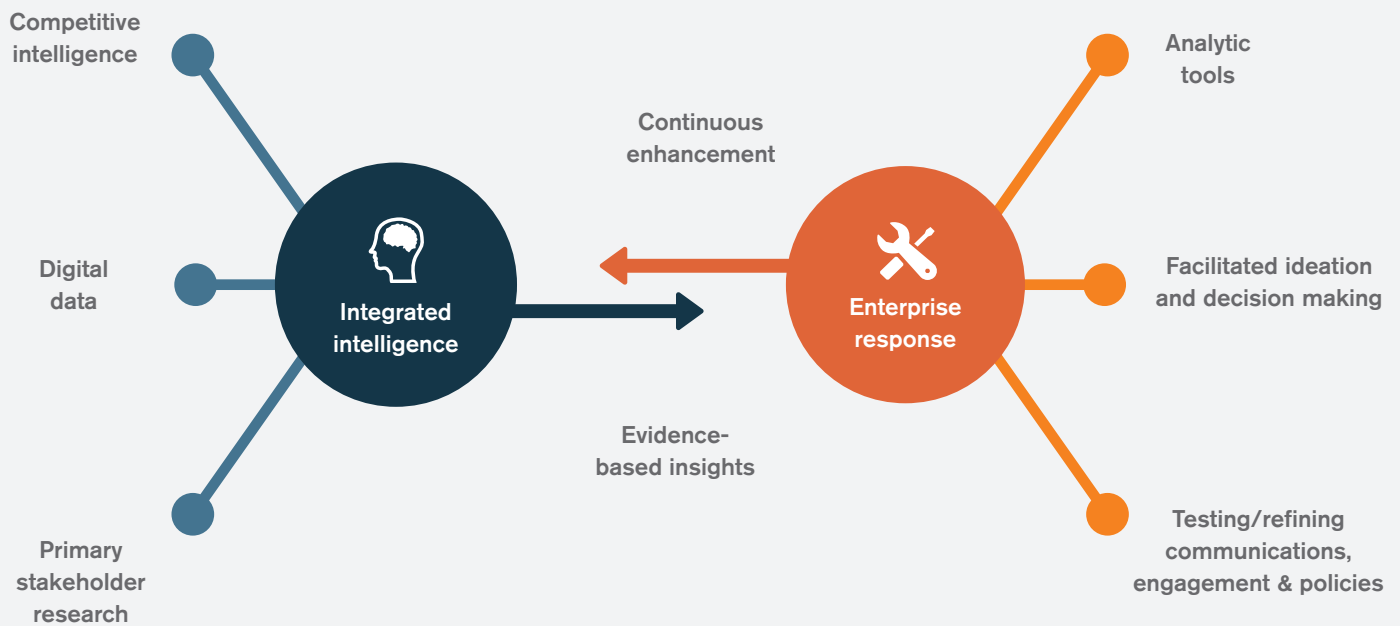 Competitive
intelligence
Digital
data
Primary
stakeholder
research
Integrated
intelligence
Continuous
enhancement
Evidence-
based insights
Enterprise
response
Analytic
tools
Facilitated ideation
and decision making
Testing/refining
communications,
engagement & policies